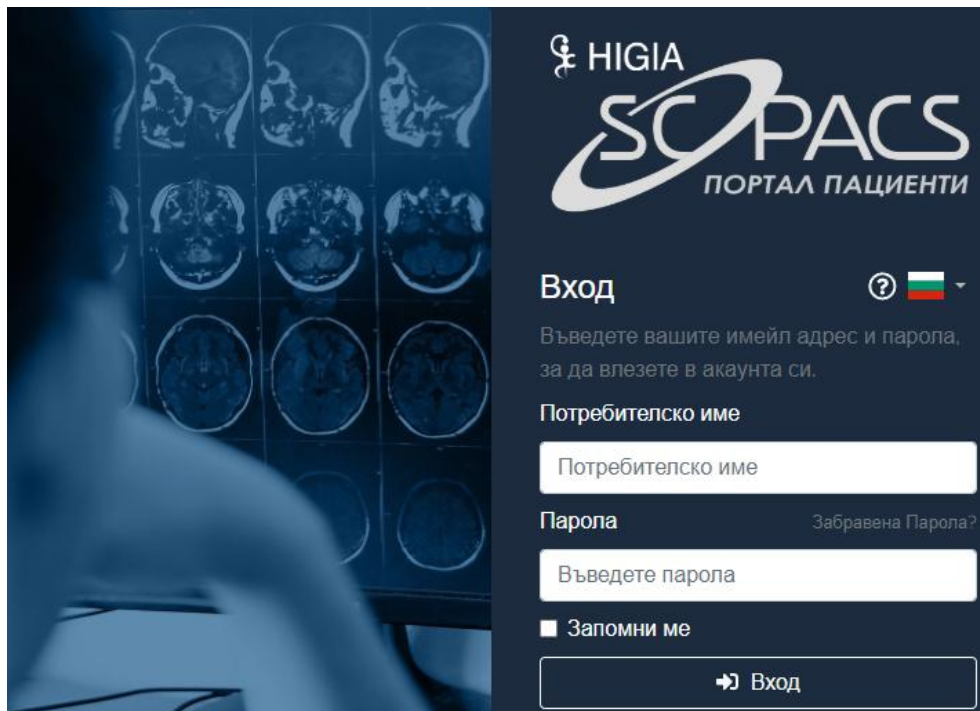 HIGIA
SCOPACS
ПОРТАЛ ПАЦИЕНТИ
Вход
Въведете вашите имейл адрес и парола,
за да влезете в акаунта си.
Потребителско име
Потребителско име
Парола Забравена Парола?
Въведете парола
Запомни ме
Вход